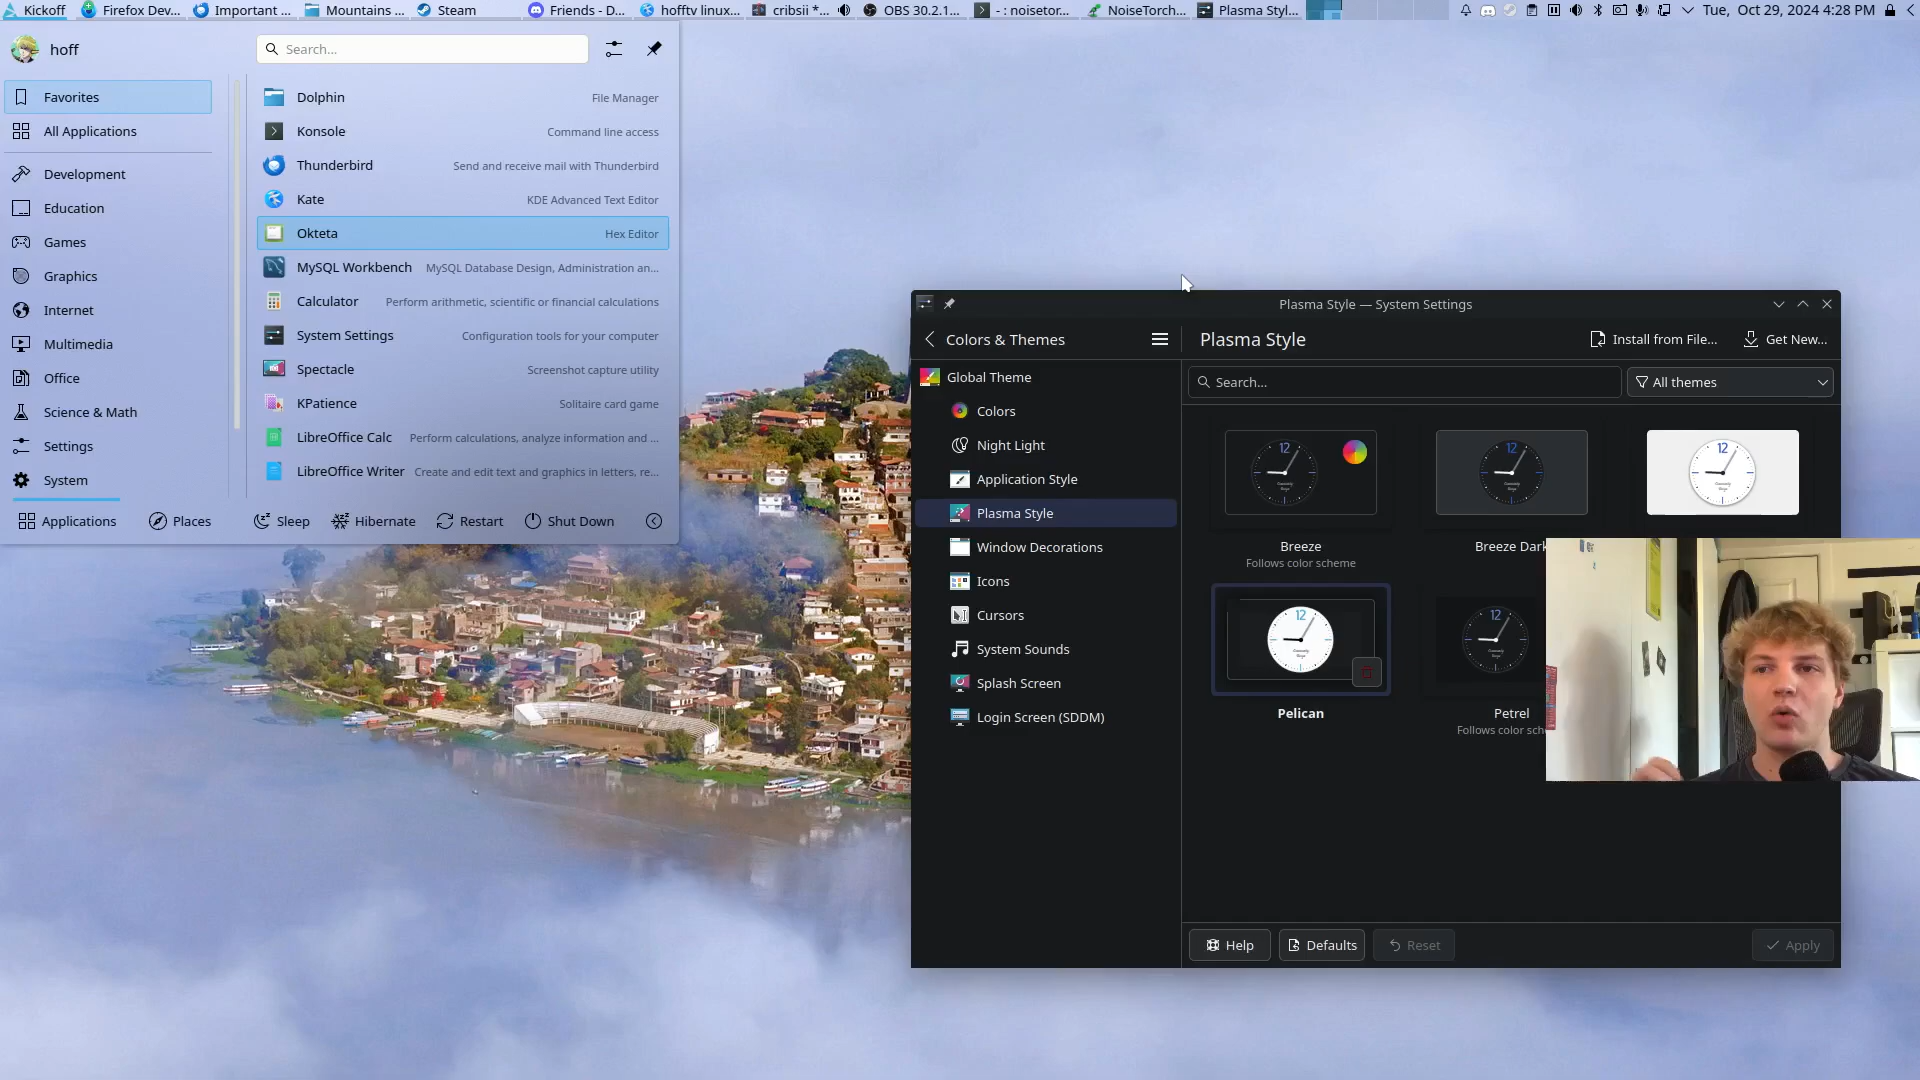 Kickoff
Firefox Dev...
Important ...
Mountains ...
Steam
Friends - D...
hofftv linux...
cribsii *...
OBS 30.2.1...
- : noisetor...
NoiseTorch...
Plasma Styl...
Tue, Oct 29, 2024 4:28 PM
hoff
Search...
Favorites
All Applications
Development
Education
Games
Graphics
Internet
Multimedia
Office
Science & Math
Settings
System
Dolphin File Manager
Konsole Command line access
Thunderbird Send and receive mail with Thunderbird
Kate KDE Advanced Text Editor
Okteta Hex Editor
MySQL Workbench MySQL Database Design, Administration an...
Calculator Perform arithmetic, scientific or financial calculations
System Settings Configuration tools for your computer
Spectacle Screenshot capture utility
KPatience Solitaire card game
LibreOffice Calc Perform calculations, analyze information and ...
LibreOffice Writer Create and edit text and graphics in letters, re...
Applications
Places
Sleep
Hibernate
Restart
Shut Down
Plasma Style — System Settings
Colors & Themes
Plasma Style
Install from File...
Get New...
Global Theme
Colors
Night Light
Application Style
Plasma Style
Window Decorations
Icons
Cursors
System Sounds
Splash Screen
Login Screen (SDDM)
Search...
All themes
12
12
12
Breeze
Follows color scheme
Breeze Dark
12
12
Pelican
Petrel
Follows color sch
Help
Defaults
Reset
Apply